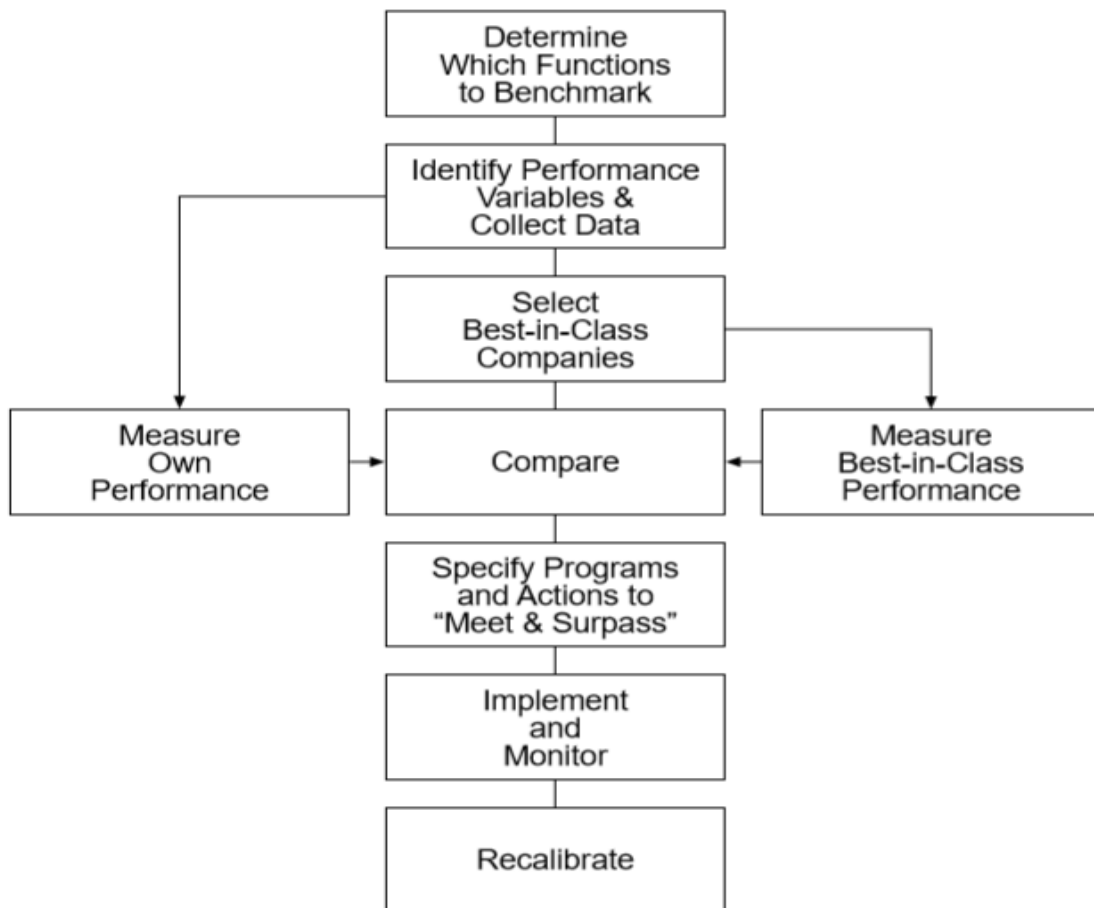 Determine
Which Functions
to Benchmark
Identify Performance
Variables &
Collect Data
Select
Best-in-Class
Companies
Measure
Own
Performance
Compare
Measure
Best-in-Class
Performance
Specify Programs
and Actions to
“Meet & Surpass”
Implement
and
Monitor
Recalibrate